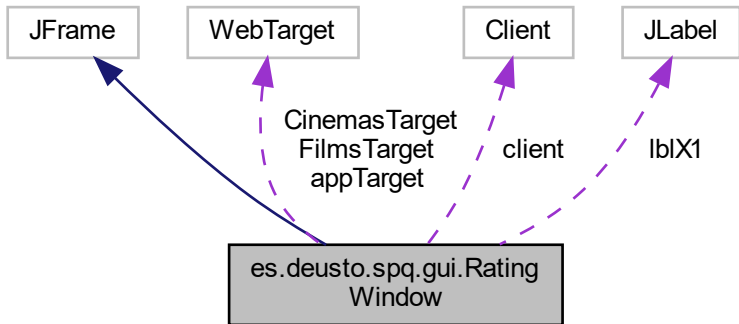 JFrame
WebTarget
Client
JLabel
CinemasTarget
FilmsTarget
appTarget
client
lblX1
es.deusto.spq.gui.Rating
Window